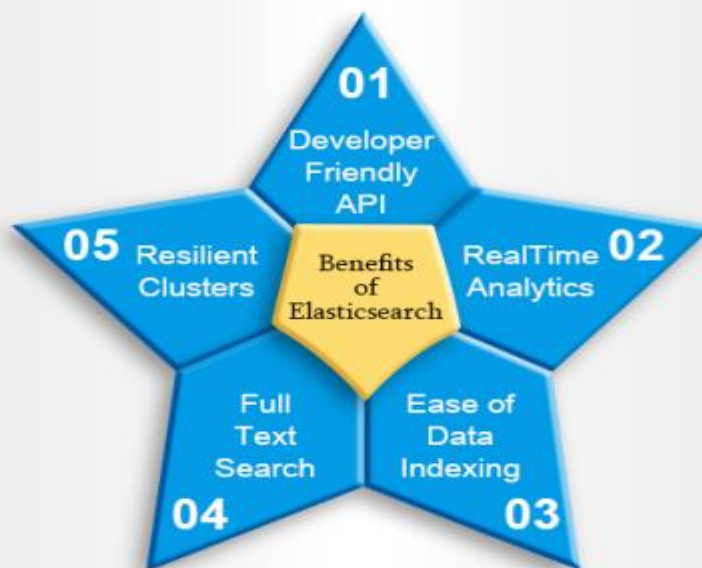 01
Developer
Friendly
API
02
RealTime
Analytics
03
Ease of
Data
Indexing
04
Full
Text
Search
05
Resilient
Clusters
Benefits
of
Elasticsearch